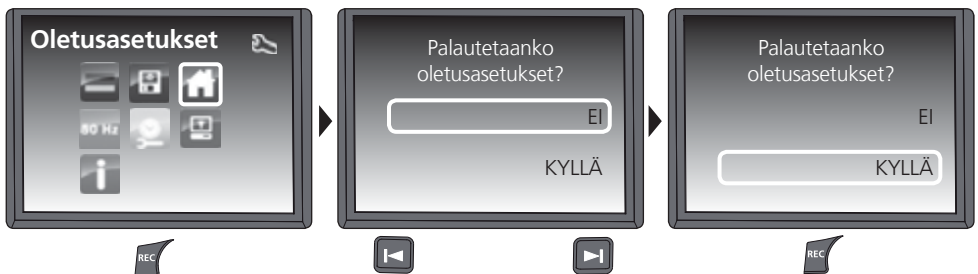 Oletusasetukset
80 Hz
Palautetaanko
oletusasetukset?
EI
KYLLÄ
Palautetaanko
oletusasetukset?
EI
KYLLÄ
REC
REC